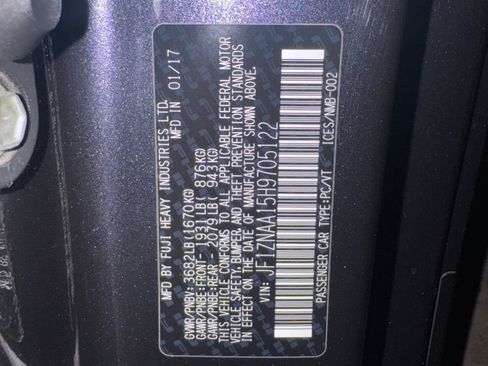 MFD BY FUJI HEAVY INDUSTRIES LTD.
MFD IN 01/17
GVWR/PNBV: 3682LB(1670KG)
GAWR/PNBE:FRONT- 1931LB( 876KG)
GAWR/PNBE:REAR- 2079LB( 943KG)
THIS VEHICLE CONFORMS TO ALL APPLICABLE FEDERAL MOTOR
VEHICLE SAFETY, BUMPER, AND THEFT PREVENTION STANDARDS
IN EFFECT ON THE DATE OF MANUFACTURE SHOWN ABOVE.
VIN: JF1ZNAA15H9705122
ICES/NMB-002
PASSENGER CAR TYPE:PC/VT